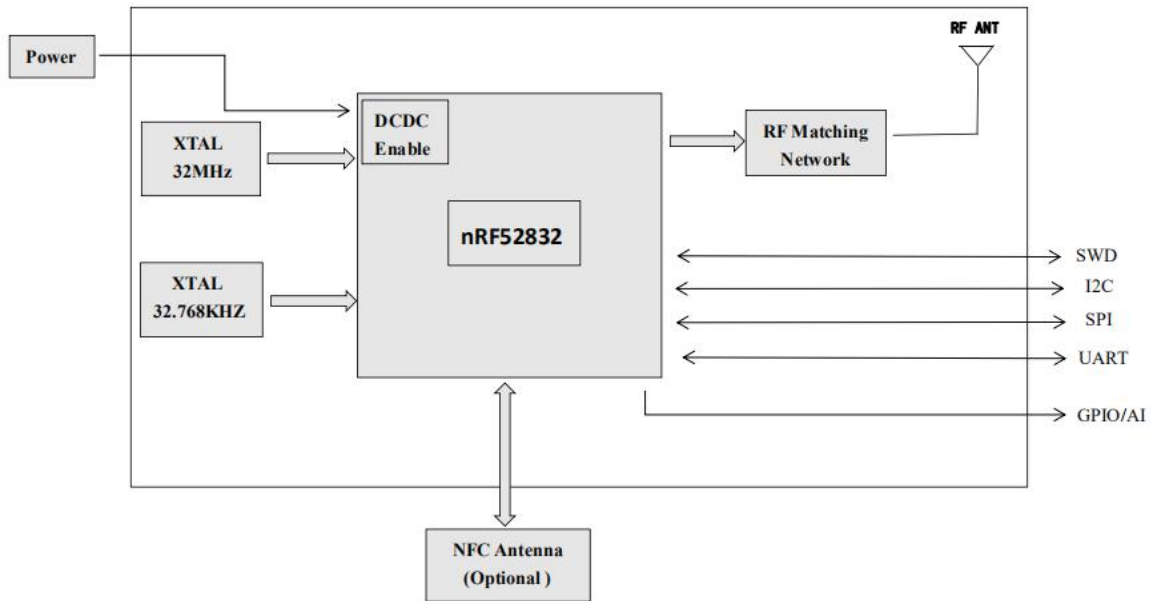 RF ANT
Power
DCDC
Enable
XTAL
32MHz
RF Matching
Network
nRF52832
SWD
XTAL
32.768KHZ
I2C
SPI
UART
GPIO/AI
NFC Antenna
(Optional )